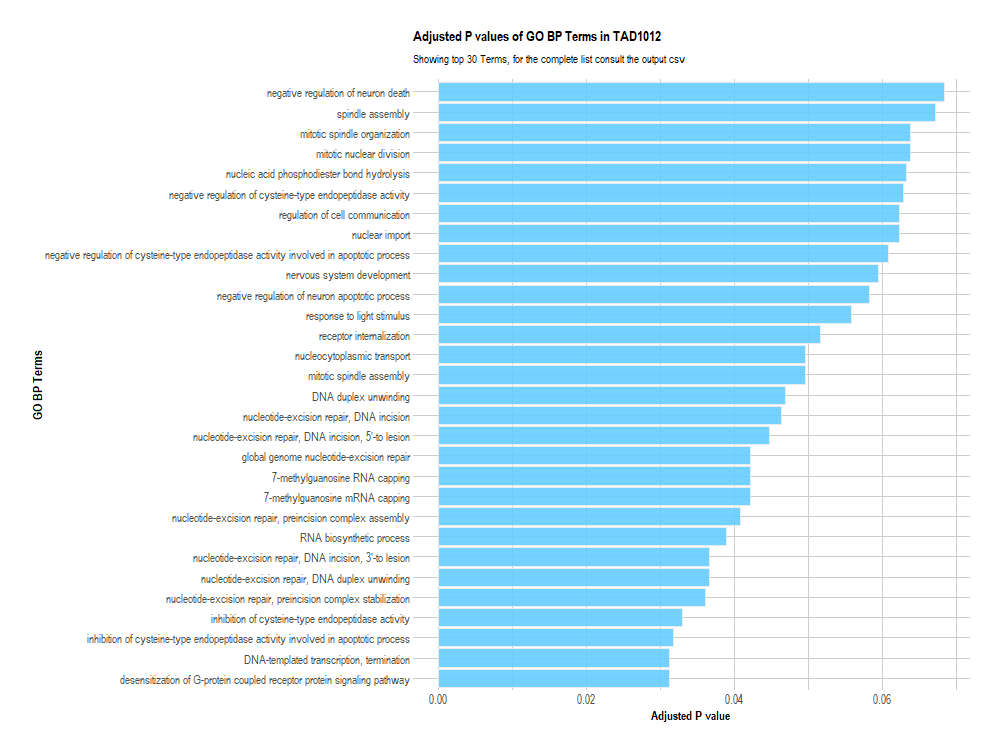 Adjusted P values of GO BP Terms in TAD1012
Showing top 30 Terms, for the complete list consult the output csv
negative regulation of neuron death
spindle assembly
mitotic spindle organization
mitotic nuclear division
nucleic acid phosphodiester bond hydrolysis
negative regulation of cysteine-type endopeptidase activity
regulation of cell communication
nuclear import
negative regulation of cysteine-type endopeptidase activity involved in apoptotic process
nervous system development
negative regulation of neuron apoptotic process
response to light stimulus
receptor internalization
nucleocytoplasmic transport
mitotic spindle assembly
DNA duplex unwinding
nucleotide-excision repair, DNA incision
nucleotide-excision repair, DNA incision, 5'-to lesion
global genome nucleotide-excision repair
7-methylguanosine RNA capping
7-methylguanosine mRNA capping
nucleotide-excision repair, preincision complex assembly
RNA biosynthetic process
nucleotide-excision repair, DNA incision, 3'-to lesion
nucleotide-excision repair, DNA duplex unwinding
nucleotide-excision repair, preincision complex stabilization
inhibition of cysteine-type endopeptidase activity
inhibition of cysteine-type endopeptidase activity involved in apoptotic process
DNA-templated transcription, termination
desensitization of G-protein coupled receptor protein signaling pathway
GO BP Terms
0.00 0.02 0.04 0.06
Adjusted P value